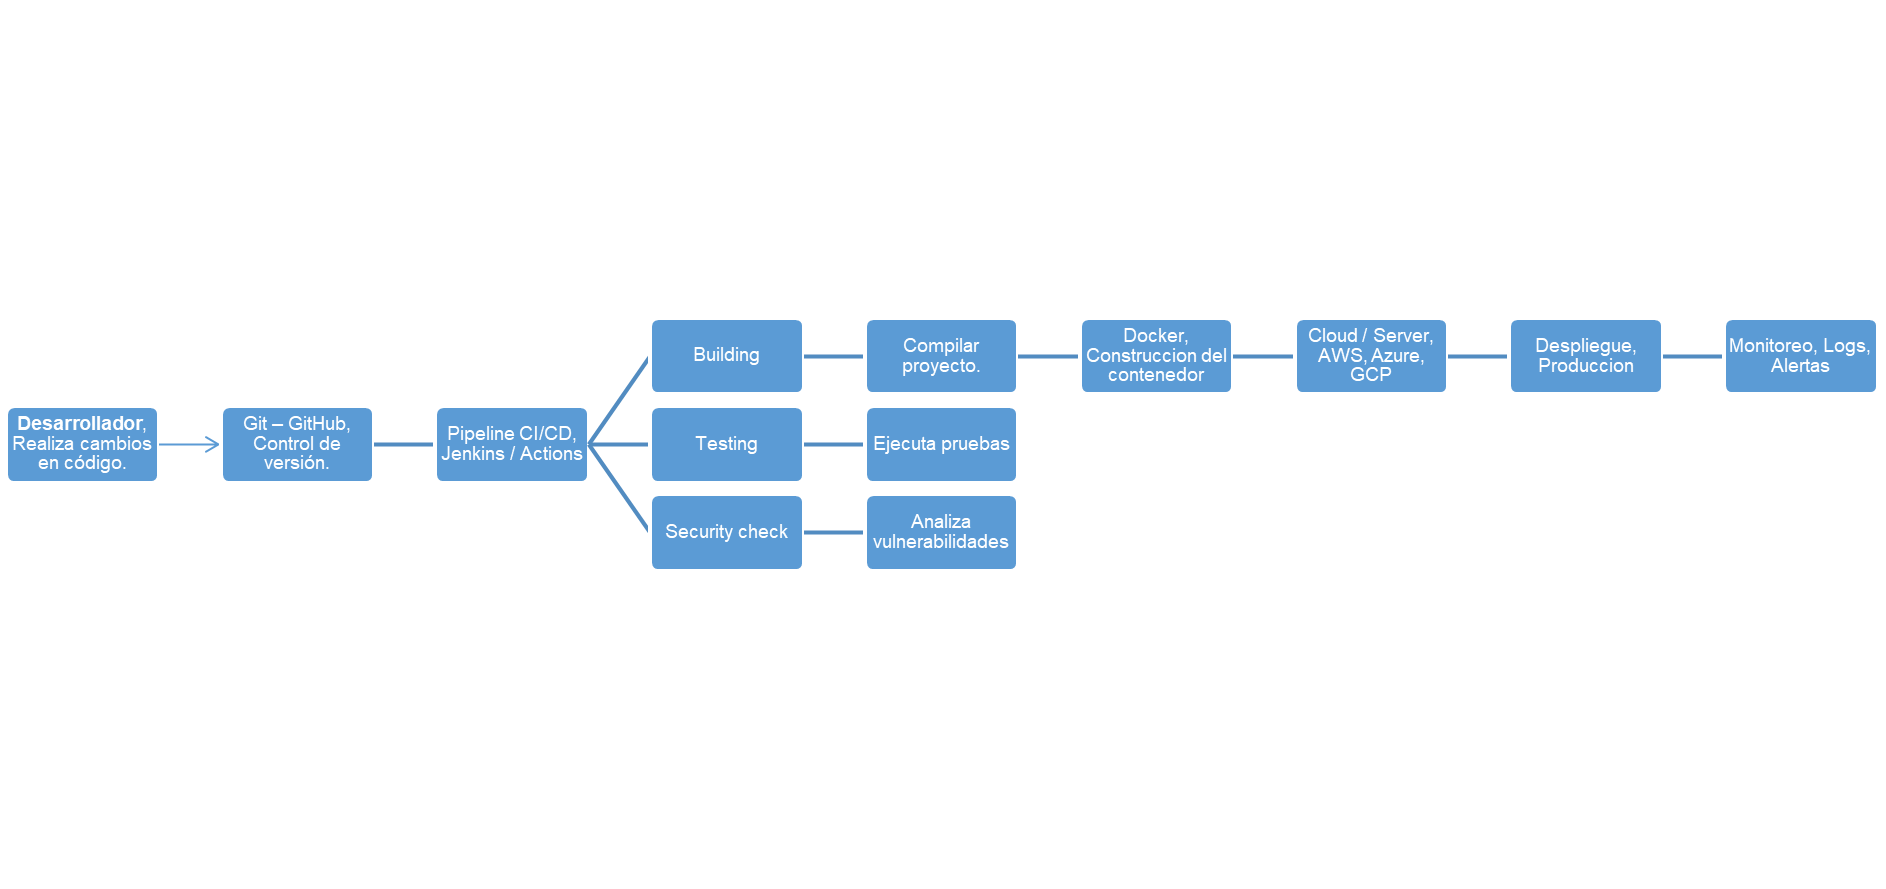 Desarrollador,
Realiza cambios
en código.
Git – GitHub,
Control de
versión.
Pipeline CI/CD,
Jenkins / Actions
Building
Compilar
proyecto.
Docker,
Construccion del
contenedor
Cloud / Server,
AWS, Azure,
GCP
Despliegue,
Produccion
Monitoreo, Logs,
Alertas
Testing
Ejecuta pruebas
Security check
Analiza
vulnerabilidades